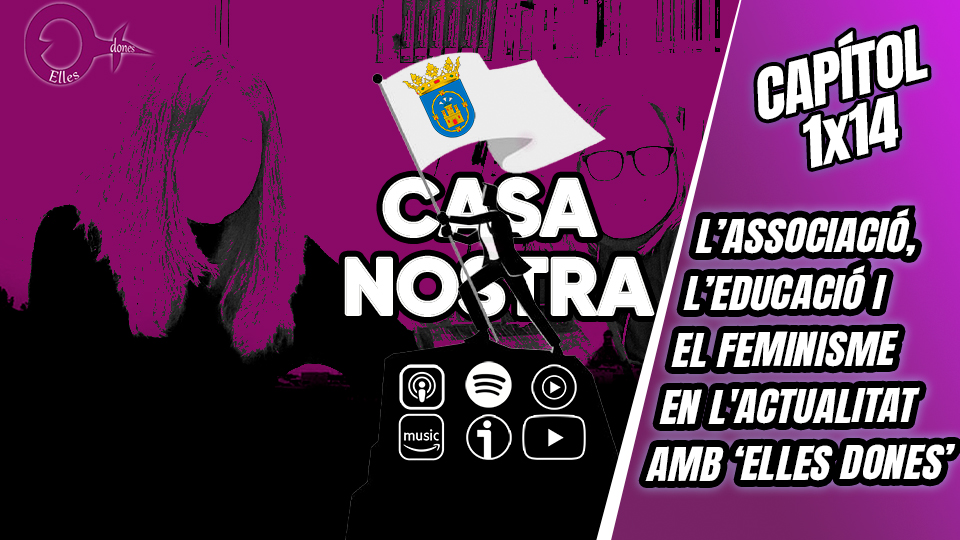 Elles
dones
CASA
NOSTRA
music
CAPÍTOL
1x14
L’ASSOCIACIÓ,
L’EDUCACIÓ I
EL FEMINISME
EN L'ACTUALITAT
AMB ‘ELLES DONES’